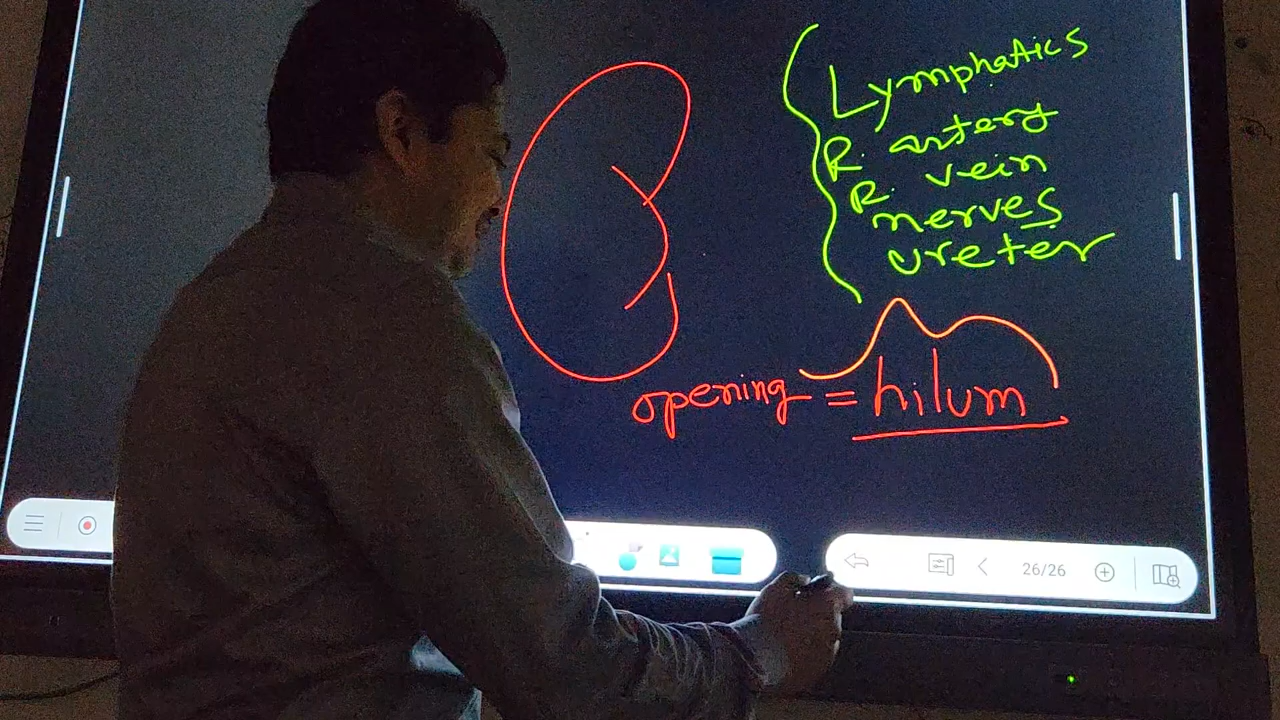 Lymphatics
R. artery
R. vein
nerves
ureter
opening = hilum
26/26